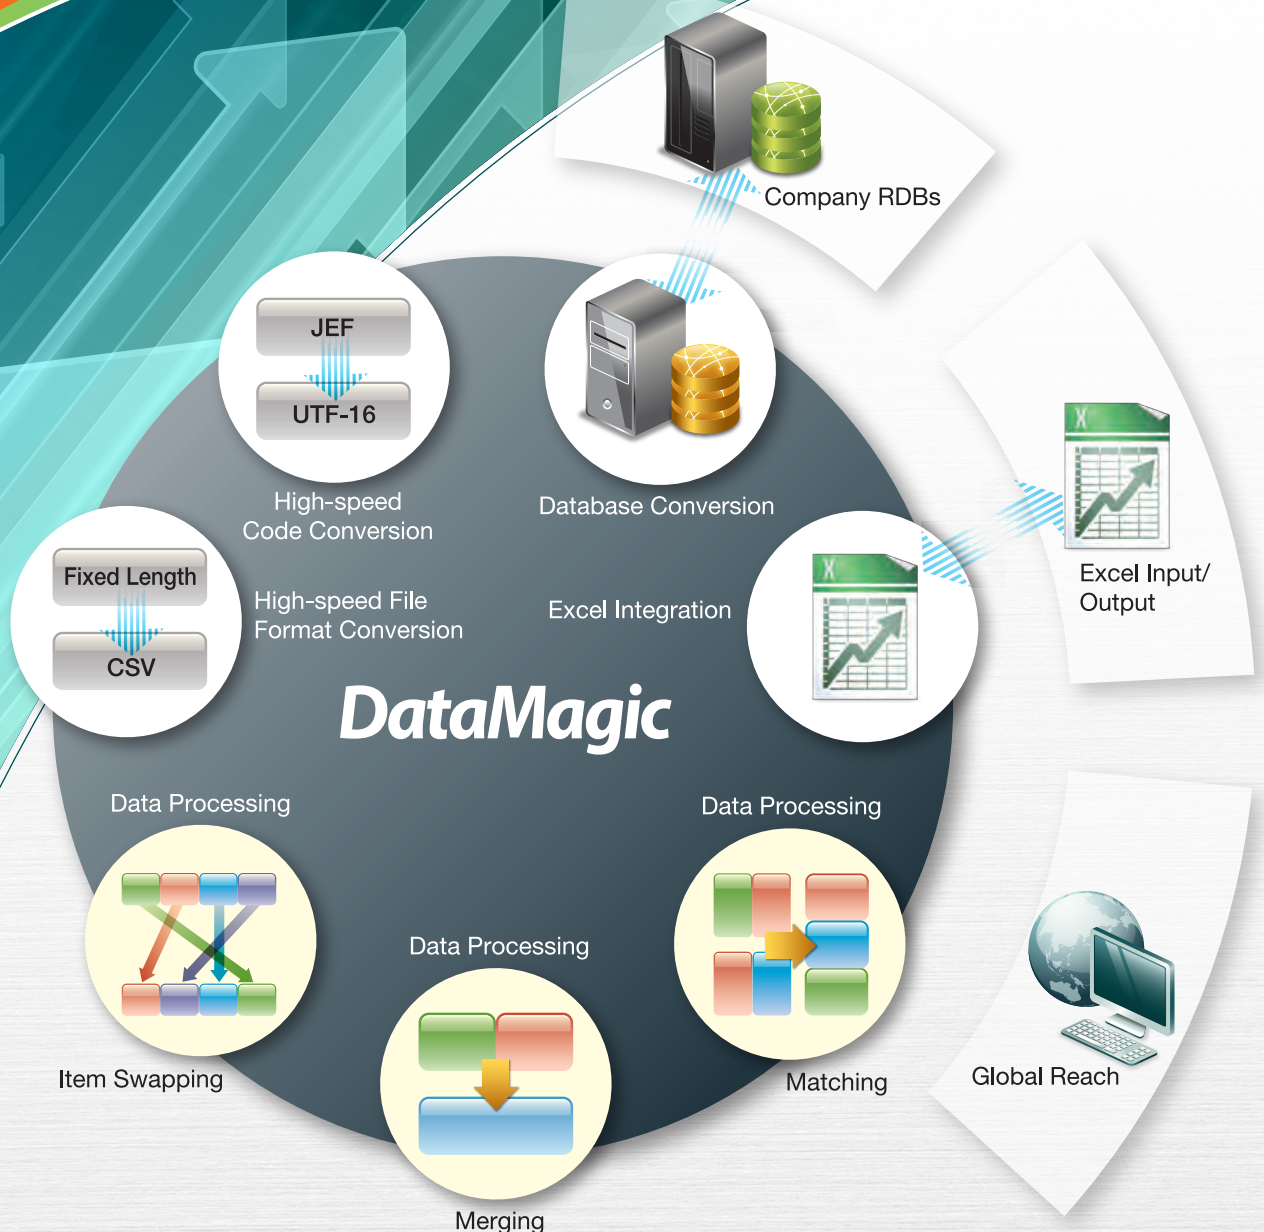 Company RDBs
JEF
UTF-16
High-speed
Code Conversion
Database Conversion
Fixed Length
CSV
High-speed File
Format Conversion
Excel Integration
X
X
Excel Input/
Output
DataMagic
Data Processing
Item Swapping
Data Processing
Merging
Data Processing
Matching
Global Reach